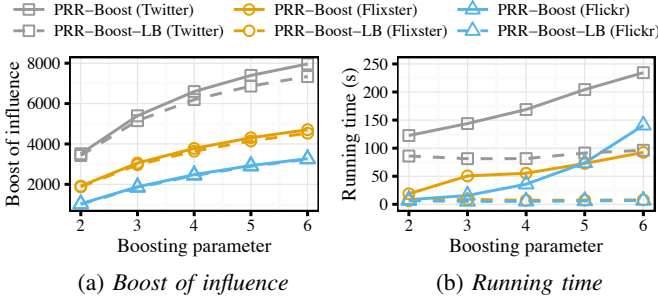 PRR−Boost (Twitter) PRR−Boost (Flixster) PRR−Boost (Flickr)
PRR−Boost−LB (Twitter) PRR−Boost−LB (Flixster) PRR−Boost−LB (Flickr)
Boost of influence
8000
6000
4000
2000
2 3 4 5 6
Boosting parameter
(a) Boost of influence
Running time (s)
250
200
150
100
50
0
2 3 4 5 6
Boosting parameter
(b) Running time